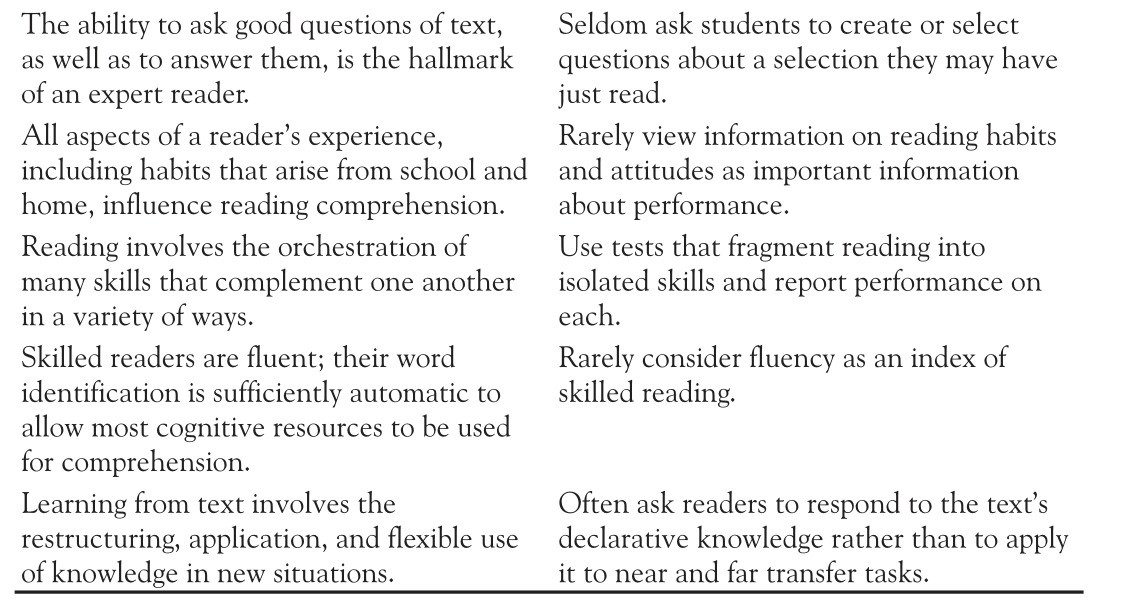 The ability to ask good questions of text,
as well as to answer them, is the hallmark
of an expert reader.
Seldom ask students to create or select
questions about a selection they may have
just read.
All aspects of a reader's experience,
including habits that arise from school and
home, influence reading comprehension.
Rarely view information on reading habits
and attitudes as important information
about performance.
Reading involves the orchestration of
many skills that complement one another
in a variety of ways.
Use tests that fragment reading into
isolated skills and report performance on
each.
Skilled readers are fluent; their word
identification is sufficiently automatic to
allow most cognitive resources to be used
for comprehension.
Rarely consider fluency as an index of
skilled reading.
Learning from text involves the
restructuring, application, and flexible use
of knowledge in new situations.
Often ask readers to respond to the text's
declarative knowledge rather than to apply
it to near and far transfer tasks.